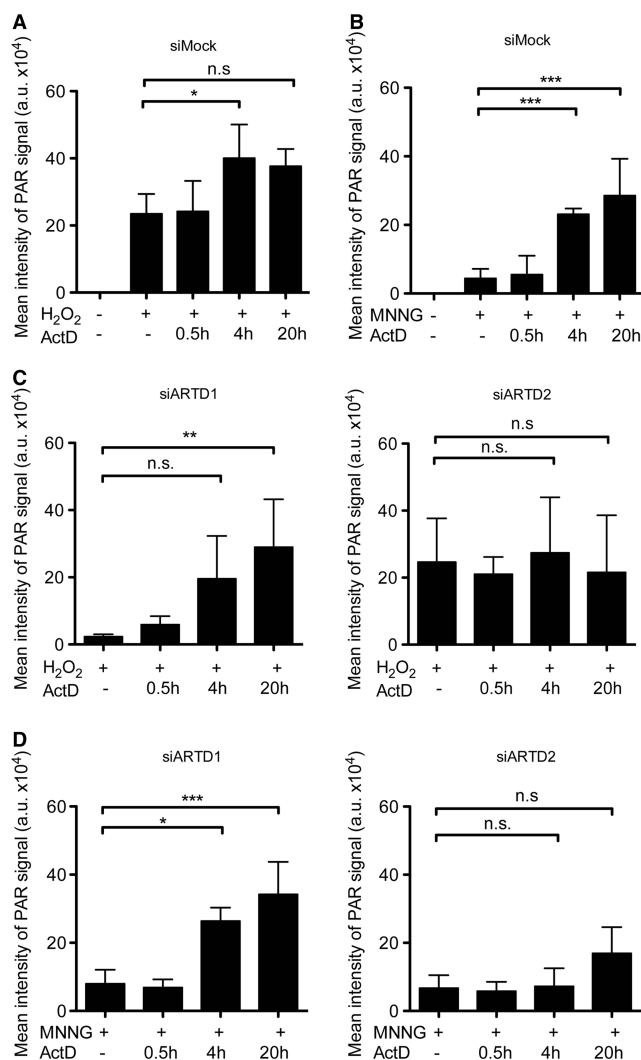 A
siMock
Mean intensity of PAR signal (a.u. x10⁴)
60
40
20
0
n.s
*
H₂O₂ - + + + +
ActD - - 0.5h 4h 20h
B
siMock
Mean intensity of PAR signal (a.u. x10⁴)
60
40
20
0
***
***
MNNG - + + + +
ActD - - 0.5h 4h 20h
C
siARTD1
Mean intensity of PAR signal (a.u. x10⁴)
60
40
20
0
**
n.s.
H₂O₂ + + + +
ActD - 0.5h 4h 20h
siARTD2
Mean intensity of PAR signal (a.u. x10⁴)
60
40
20
0
n.s
n.s.
H₂O₂ + + + +
ActD - 0.5h 4h 20h
D
siARTD1
Mean intensity of PAR signal (a.u. x10⁴)
60
40
20
0
***
*
MNNG + + + +
ActD - 0.5h 4h 20h
siARTD2
Mean intensity of PAR signal (a.u. x10⁴)
60
40
20
0
n.s
n.s.
MNNG + + + +
ActD - 0.5h 4h 20h